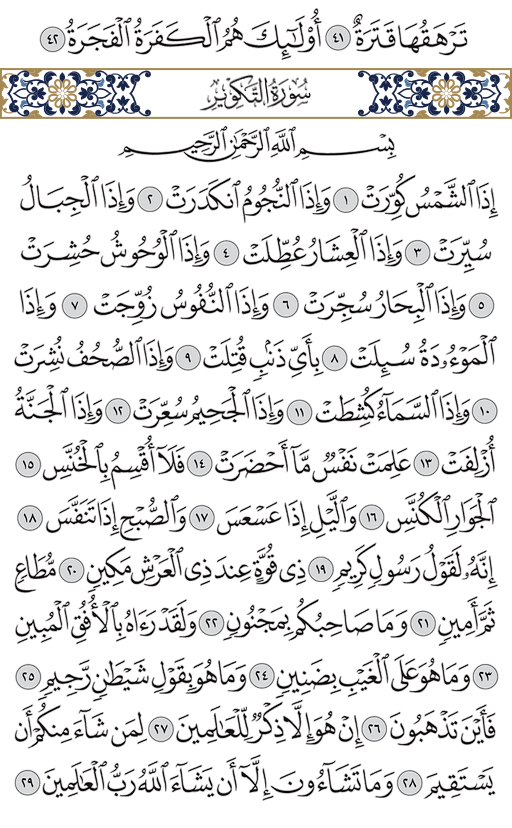 تَرْهَقُهَا قَتَرَةٌ ٤١ أُوْلَـٰٓئِكَ هُمُ ٱلْكَفَرَةُ ٱلْفَجَرَةُ ٤٢
سُورَةُ التَّكْوِيرِ
بِسْمِ ٱللَّهِ ٱلرَّحْمَـٰنِ ٱلرَّحِيمِ
إِذَا ٱلشَّمْسُ كُوِّرَتْ ١ وَإِذَا ٱلنُّجُومُ ٱنكَدَرَتْ ٢ وَإِذَا ٱلْجِبَالُ
سُيِّرَتْ ٣ وَإِذَا ٱلْعِشَارُ عُطِّلَتْ ٤ وَإِذَا ٱلْوُحُوشُ حُشِرَتْ
٥ وَإِذَا ٱلْبِحَارُ سُجِّرَتْ ٦ وَإِذَا ٱلنُّفُوسُ زُوِّجَتْ ٧ وَإِذَا
ٱلْمَوْءُۥدَةُ سُئِلَتْ ٨ بِأَىِّ ذَنۢبٍ قُتِلَتْ ٩ وَإِذَا ٱلصُّحُفُ نُشِرَتْ
١٠ وَإِذَا ٱلسَّمَآءُ كُشِطَتْ ١١ وَإِذَا ٱلْجَحِيمُ سُعِّرَتْ ١٢ وَإِذَا ٱلْجَنَّةُ
أُزْلِفَتْ ١٣ عَلِمَتْ نَفْسٌ مَّآ أَحْضَرَتْ ١٤ فَلَآ أُقْسِمُ بِٱلْخُنَّسِ ١٥
ٱلْجَوَارِ ٱلْكُنَّسِ ١٦ وَٱلَّيْلِ إِذَا عَسْعَسَ ١٧ وَٱلصُّبْحِ إِذَا تَنَفَّسَ ١٨
إِنَّهُۥ لَقَوْلُ رَسُولٍ كَرِيمٍ ١٩ ذِى قُوَّةٍ عِندَ ذِى ٱلْعَرْشِ مَكِينٍ ٢٠ مُّطَاعٍ
ثَمَّ أَمِينٍ ٢١ وَمَا صَاحِبُكُم بِمَجْنُونٍ ٢٢ وَلَقَدْ رَءَاهُ بِٱلْأُفُقِ ٱلْمُبِينِ
٢٣ وَمَا هُوَ عَلَى ٱلْغَيْبِ بِضَنِينٍ ٢٤ وَمَا هُوَ بِقَوْلِ شَيْطَـٰنٍ رَّجِيمٍ ٢٥
فَأَيْنَ تَذْهَبُونَ ٢٦ إِنْ هُوَ إِلَّا ذِكْرٌ لِّلْعَـٰلَمِينَ ٢٧ لِمَن شَآءَ مِنكُمْ أَن
يَسْتَقِيمَ ٢٨ وَمَا تَشَآءُونَ إِلَّآ أَن يَشَآءَ ٱللَّهُ رَبُّ ٱلْعَـٰلَمِينَ ٢٩